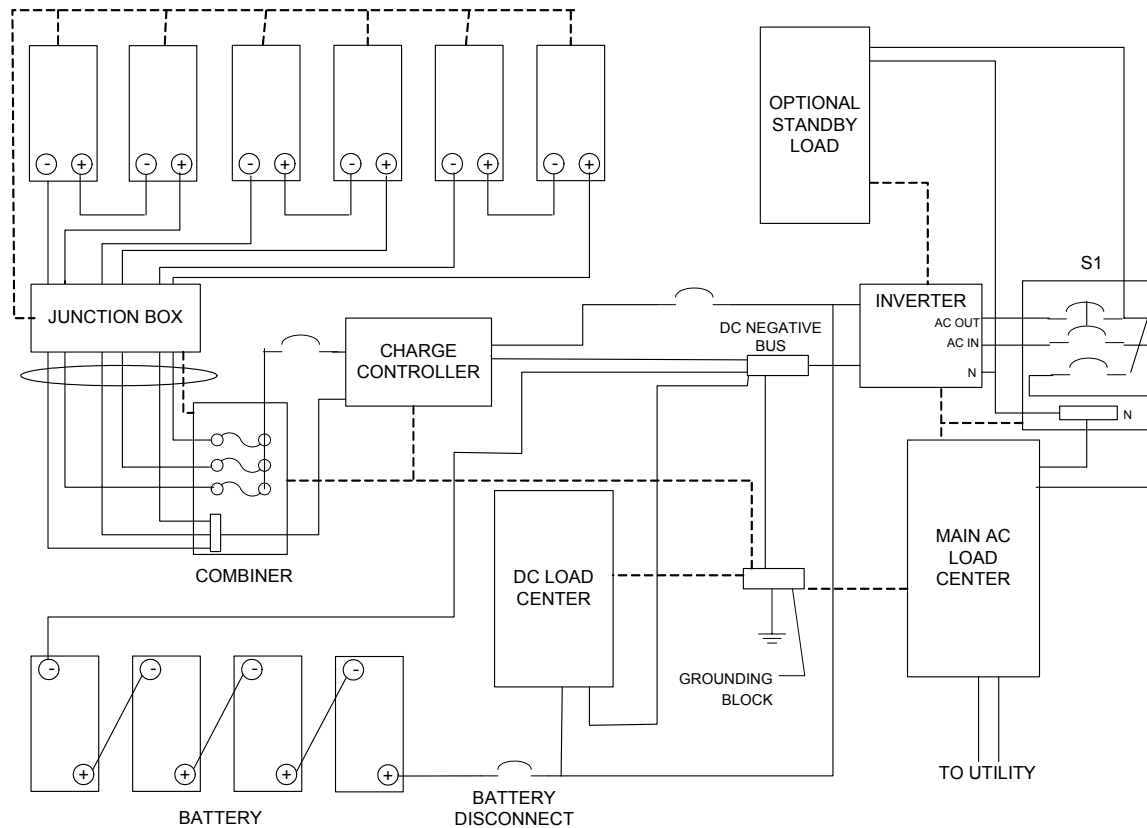 OPTIONAL
STANDBY
LOAD
- + - + - + - + - + - +
S1
JUNCTION BOX
CHARGE
CONTROLLER
DC NEGATIVE
BUS
INVERTER
AC OUT
AC IN
N
N
COMBINER
DC LOAD
CENTER
MAIN AC
LOAD
CENTER
GROUNDING
BLOCK
- - - -
+ + + +
BATTERY
BATTERY
DISCONNECT
TO UTILITY